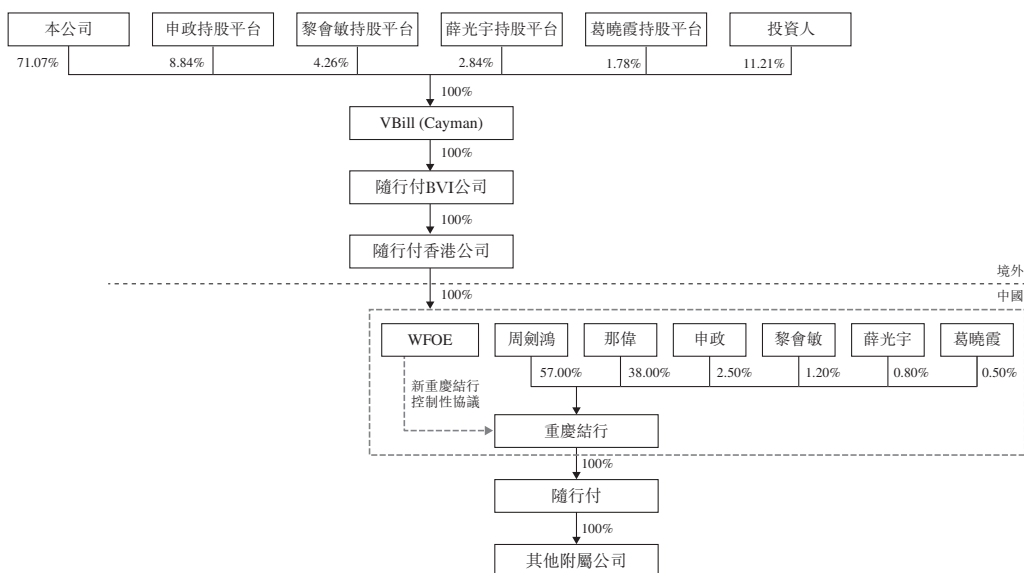 本公司 申政持股平台 黎會敏持股平台 薛光宇持股平台 葛曉霞持股平台 投資人
71.07% 8.84% 4.26% 2.84% 1.78% 11.21%
100%
VBill (Cayman)
100%
隨行付BVI公司
100%
隨行付香港公司
境外
100%
中國
WFOE 周劍鴻 那偉 申政 黎會敏 薛光宇 葛曉霞
57.00% 38.00% 2.50% 1.20% 0.80% 0.50%
新重慶結行
控制性協議
重慶結行
100%
隨行付
100%
其他附屬公司